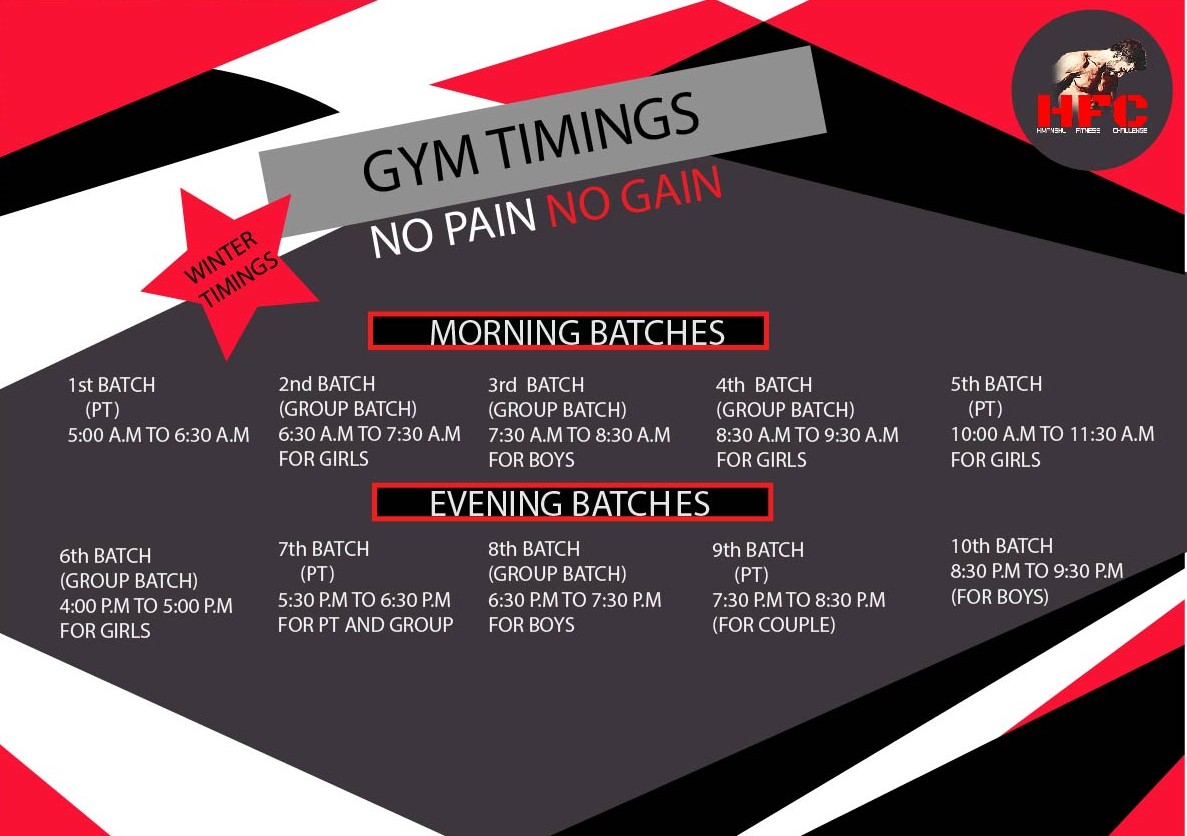 HFC
FITNESS CHALLENGE
GYM TIMINGS
NO PAIN NO GAIN
WINTER
TIMINGS
MORNING BATCHES
1st BATCH
(PT)
5:00 A.M TO 6:30 A.M
2nd BATCH
(GROUP BATCH)
6:30 A.M TO 7:30 A.M
FOR GIRLS
3rd BATCH
(GROUP BATCH)
7:30 A.M TO 8:30 A.M
FOR BOYS
4th BATCH
(GROUP BATCH)
8:30 A.M TO 9:30 A.M
FOR GIRLS
5th BATCH
(PT)
10:00 A.M TO 11:30 A.M
FOR GIRLS
EVENING BATCHES
6th BATCH
(GROUP BATCH)
4:00 P.M TO 5:00 P.M
FOR GIRLS
7th BATCH
(PT)
5:30 P.M TO 6:30 P.M
FOR PT AND GROUP
8th BATCH
(GROUP BATCH)
6:30 P.M TO 7:30 P.M
FOR BOYS
9th BATCH
(PT)
7:30 P.M TO 8:30 P.M
(FOR COUPLE)
10th BATCH
8:30 P.M TO 9:30 P.M
(FOR BOYS)